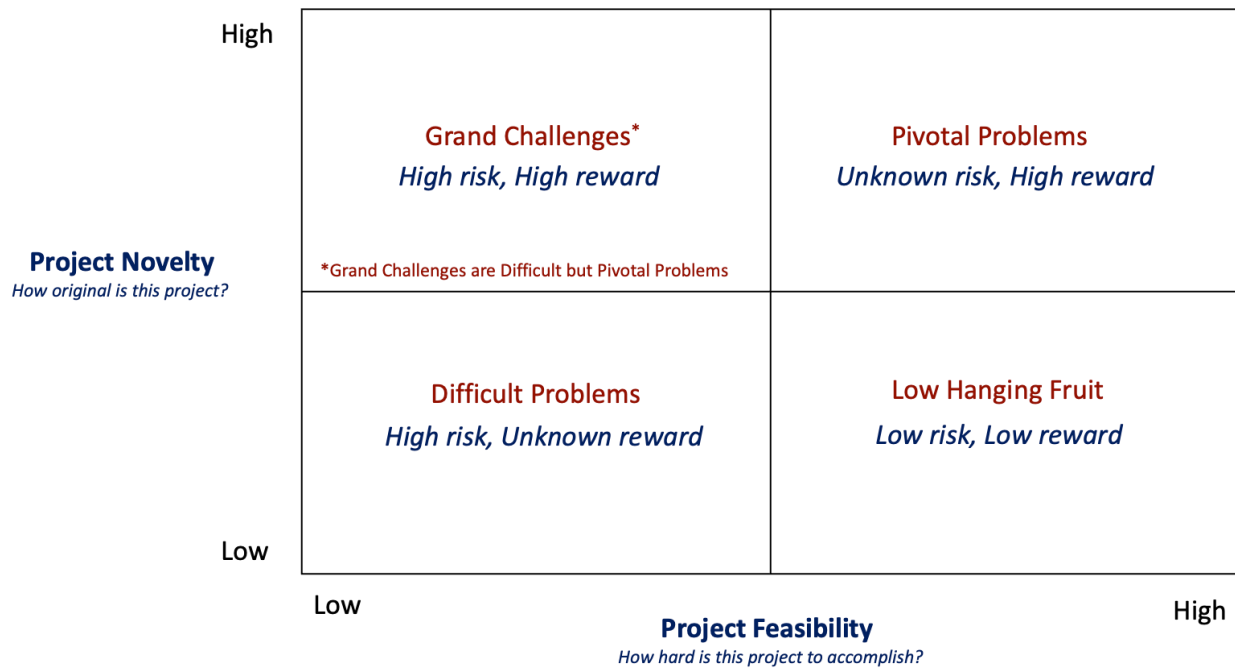 High
Grand Challenges*
High risk, High reward
Pivotal Problems
Unknown risk, High reward
Project Novelty
How original is this project?
*Grand Challenges are Difficult but Pivotal Problems
Difficult Problems
High risk, Unknown reward
Low Hanging Fruit
Low risk, Low reward
Low
Low
High
Project Feasibility
How hard is this project to accomplish?